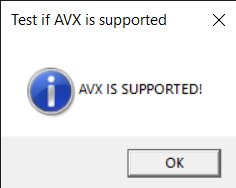 Test if AVX is supported
AVX IS SUPPORTED!
OK